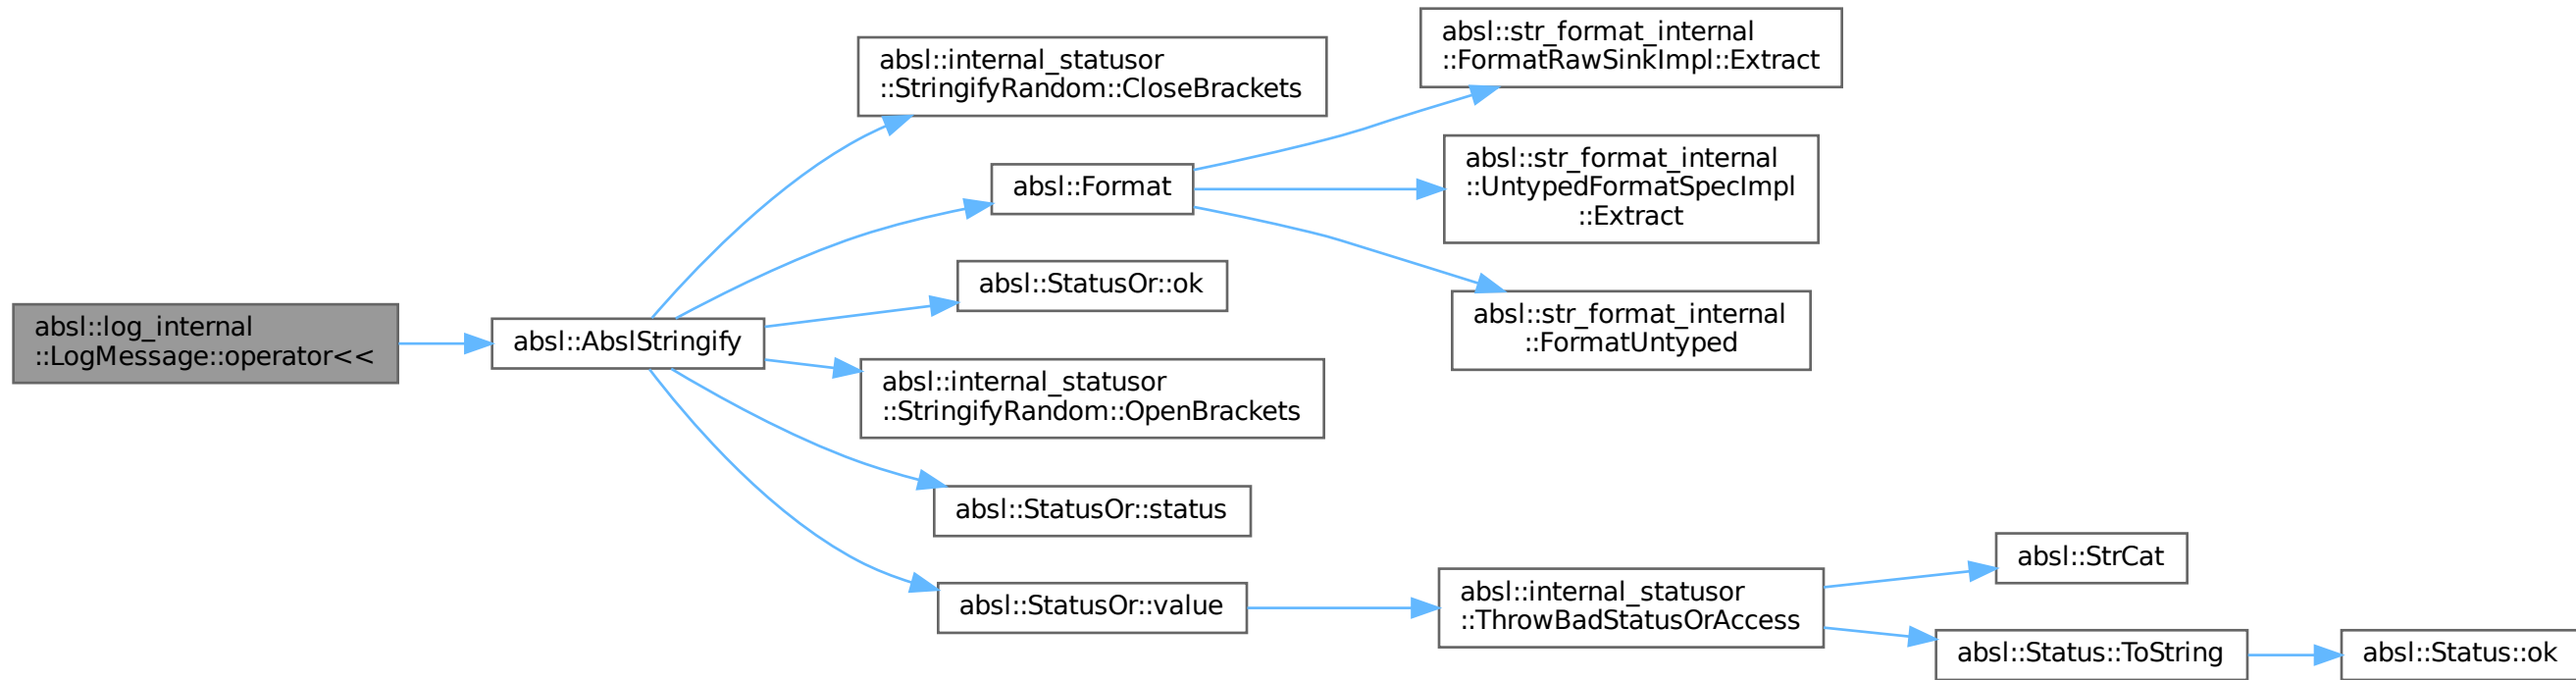 absl::log_internal
::LogMessage::operator<<
absl::AbslStringify
absl::internal_statusor
::StringifyRandom::CloseBrackets
absl::Format
absl::str_format_internal
::FormatRawSinkImpl::Extract
absl::str_format_internal
::UntypedFormatSpecImpl
::Extract
absl::str_format_internal
::FormatUntyped
absl::StatusOr::ok
absl::internal_statusor
::StringifyRandom::OpenBrackets
absl::StatusOr::status
absl::StatusOr::value
absl::internal_statusor
::ThrowBadStatusOrAccess
absl::StrCat
absl::Status::ToString
absl::Status::ok